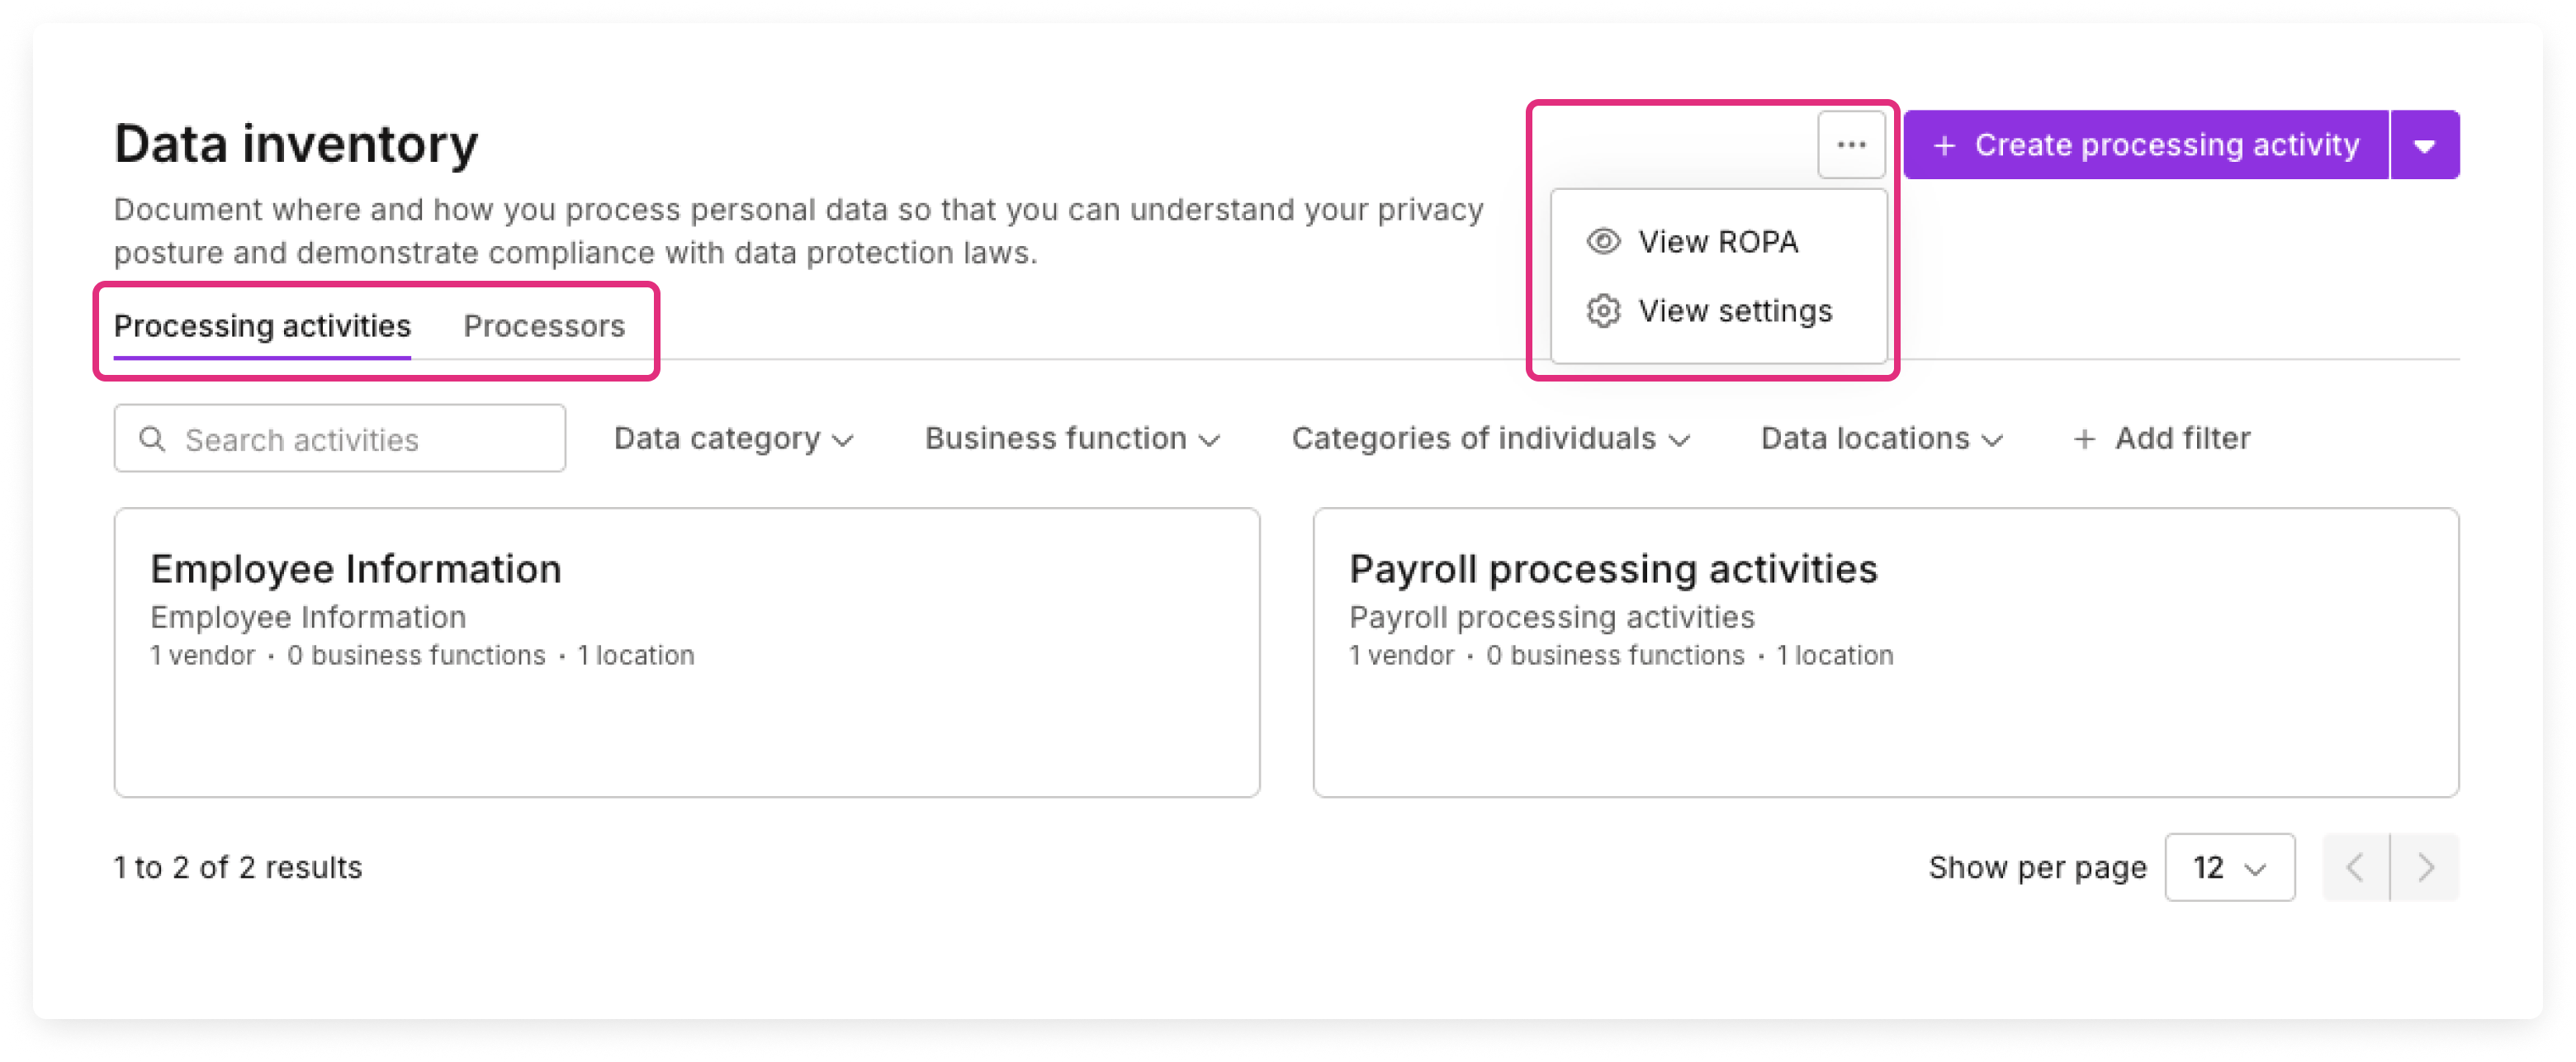 Data inventory
+ Create processing activity
Document where and how you process personal data so that you can understand your privacy
posture and demonstrate compliance with data protection laws.
View ROPA
View settings
Processing activities Processors
Search activities Data category Business function Categories of individuals Data locations + Add filter
Employee Information
Employee Information
1 vendor · 0 business functions · 1 location
Payroll processing activities
Payroll processing activities
1 vendor · 0 business functions · 1 location
1 to 2 of 2 results
Show per page 12